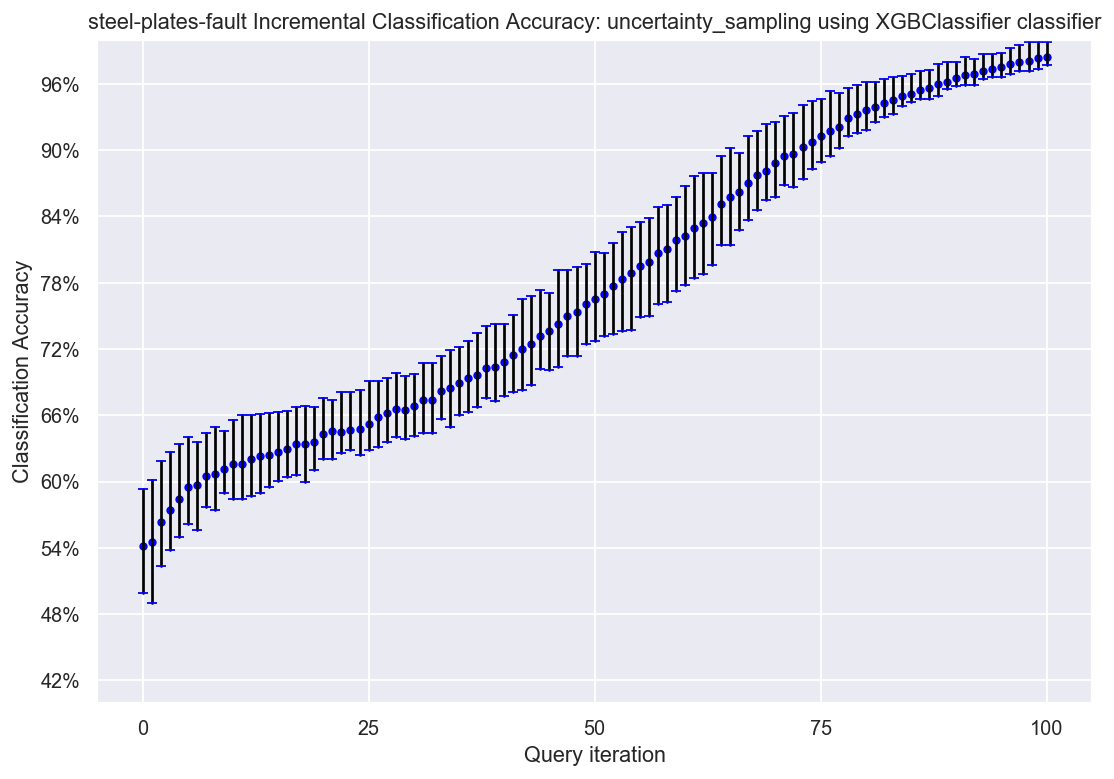 steel-plates-fault Incremental Classification Accuracy: uncertainty_sampling using XGBClassifier classifier
96%
90%
84%
78%
72%
66%
60%
54%
48%
42%
Classification Accuracy
0 25 50 75 100
Query iteration